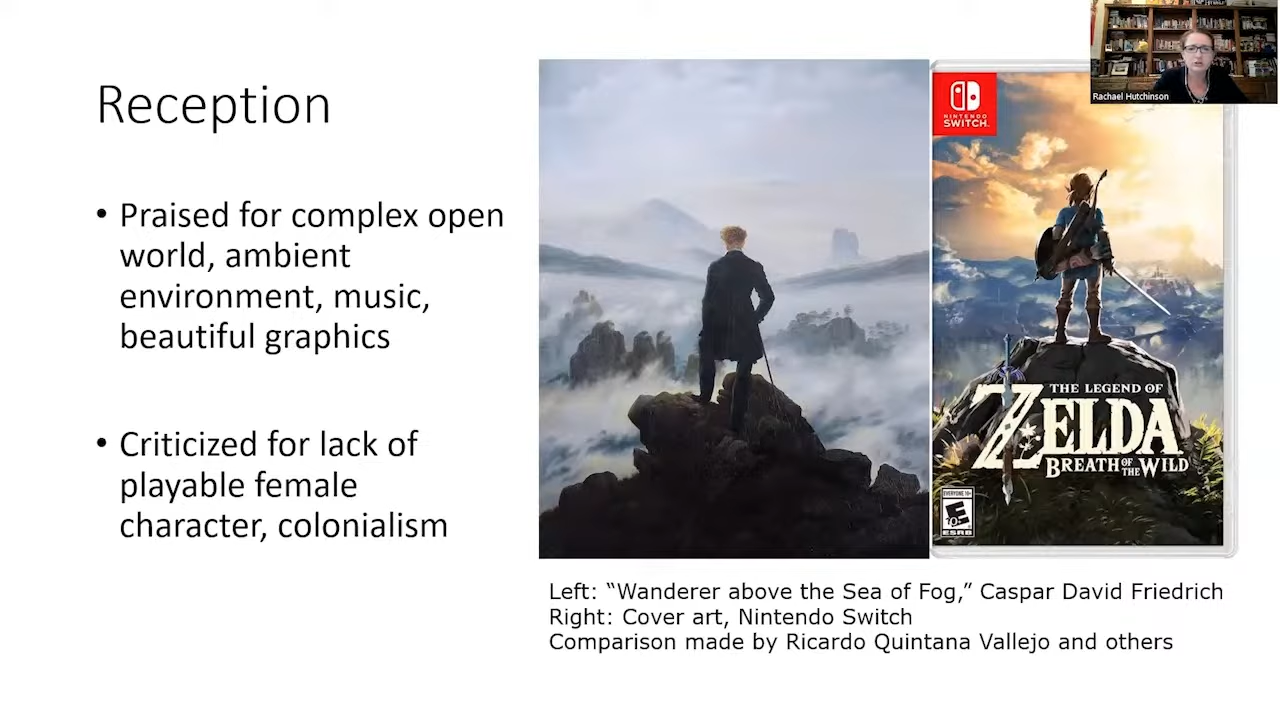 Reception
• Praised for complex open
world, ambient
environment, music,
beautiful graphics
• Criticized for lack of
playable female
character, colonialism
Rachael Hutchinson
NINTENDO
SWITCH
THE LEGEND OF
ZELDA
BREATH OF THE WILD
EVERYONE 10+
E
ESRB
Left: “Wanderer above the Sea of Fog,” Caspar David Friedrich
Right: Cover art, Nintendo Switch
Comparison made by Ricardo Quintana Vallejo and others